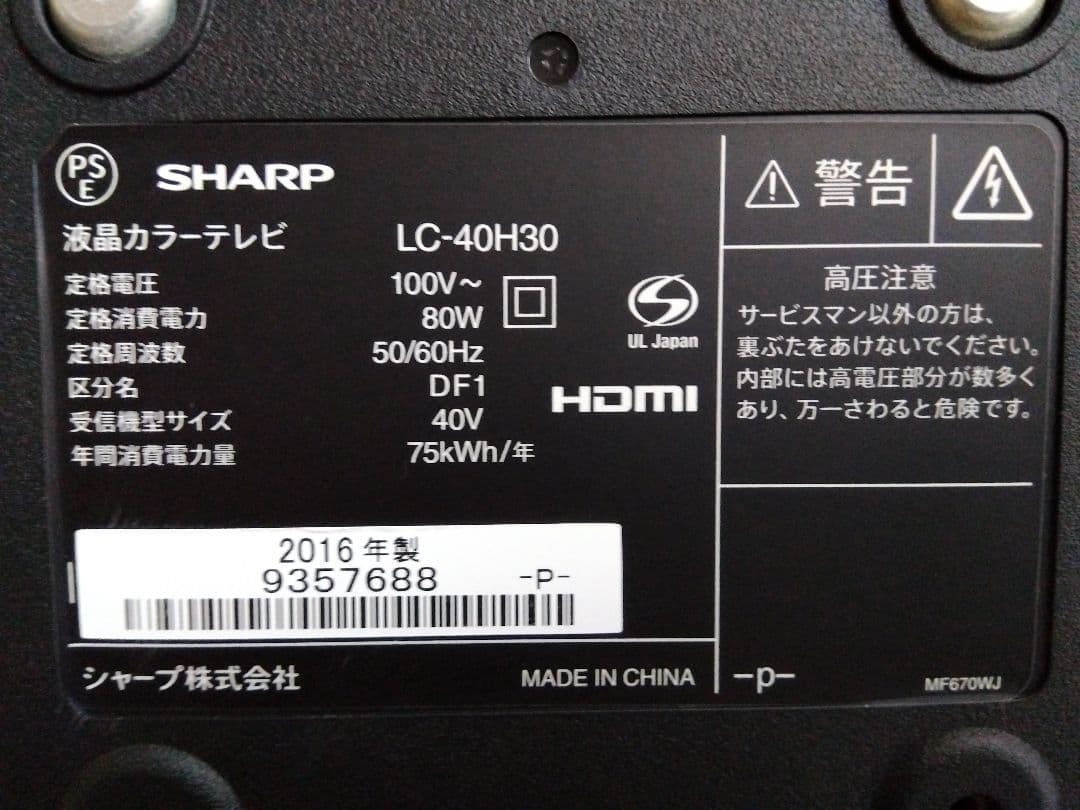 PS
E
SHARP
液晶カラーテレビ LC-40H30
定格電圧 100V～
定格消費電力 80W
定格周波数 50/60Hz
区分名 DF1
受信機型サイズ 40V
年間消費電力量 75kWh/年
UL Japan
HDMI
2016年製
9357688 -P-
シャープ株式会社 MADE IN CHINA
警告
高圧注意
サービスマン以外の方は、
裏ぶたをあけないでください。
内部には高電圧部分が数多く
あり、万一さわると危険です。
-p-
MF670WJ